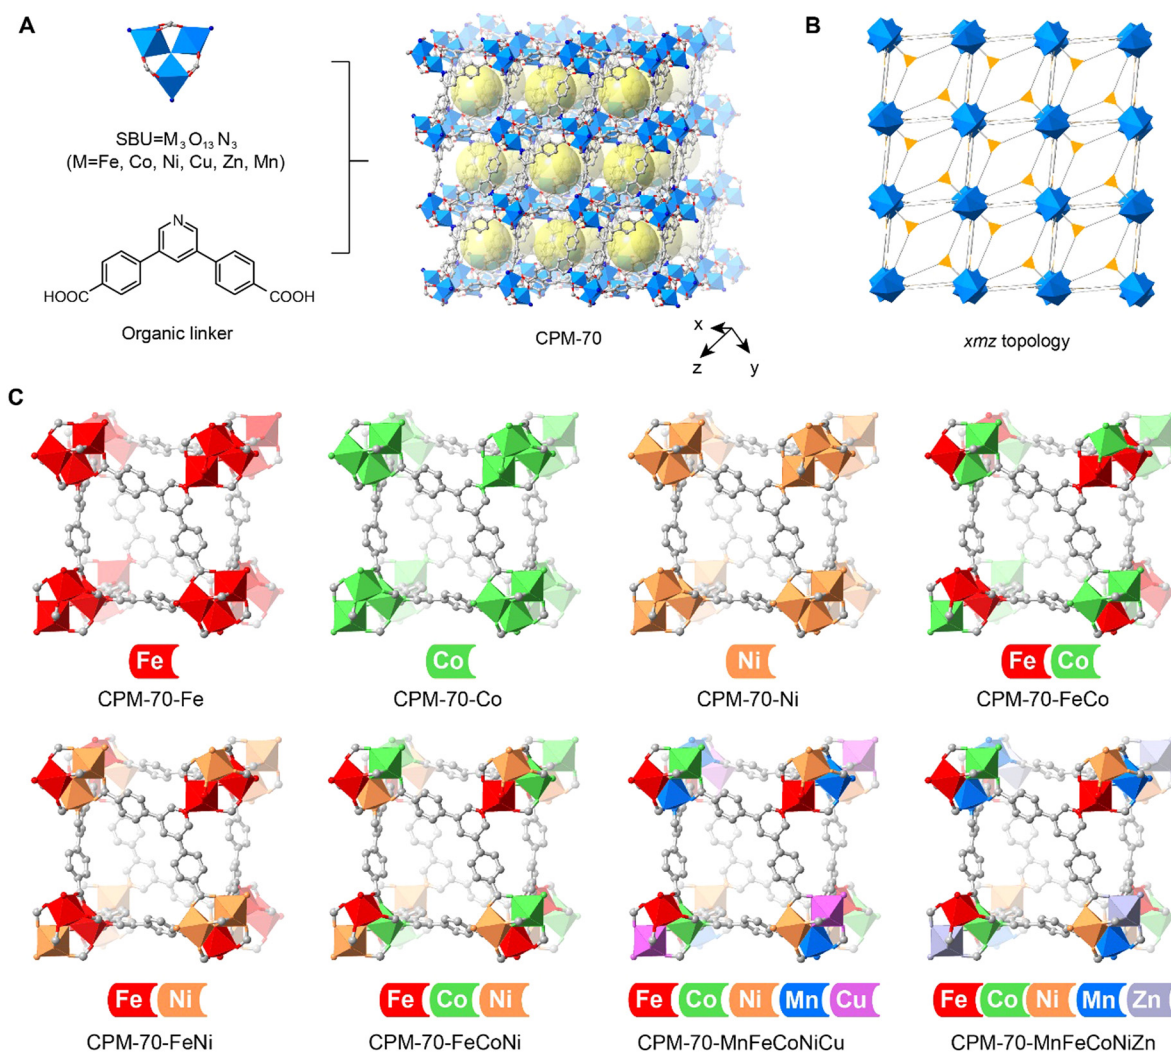 A
B
SBU=M₃O₁₃N₃
(M=Fe, Co, Ni, Cu, Zn, Mn)
N
HOOC
COOH
Organic linker
CPM-70
x
z
y
xmz topology
C
Fe
Co
Ni
Fe Co
CPM-70-Fe
CPM-70-Co
CPM-70-Ni
CPM-70-FeCo
Fe Ni
Fe Co Ni
Fe Co Ni Mn Cu
Fe Co Ni Mn Zn
CPM-70-FeNi
CPM-70-FeCoNi
CPM-70-MnFeCoNiCu
CPM-70-MnFeCoNiZn